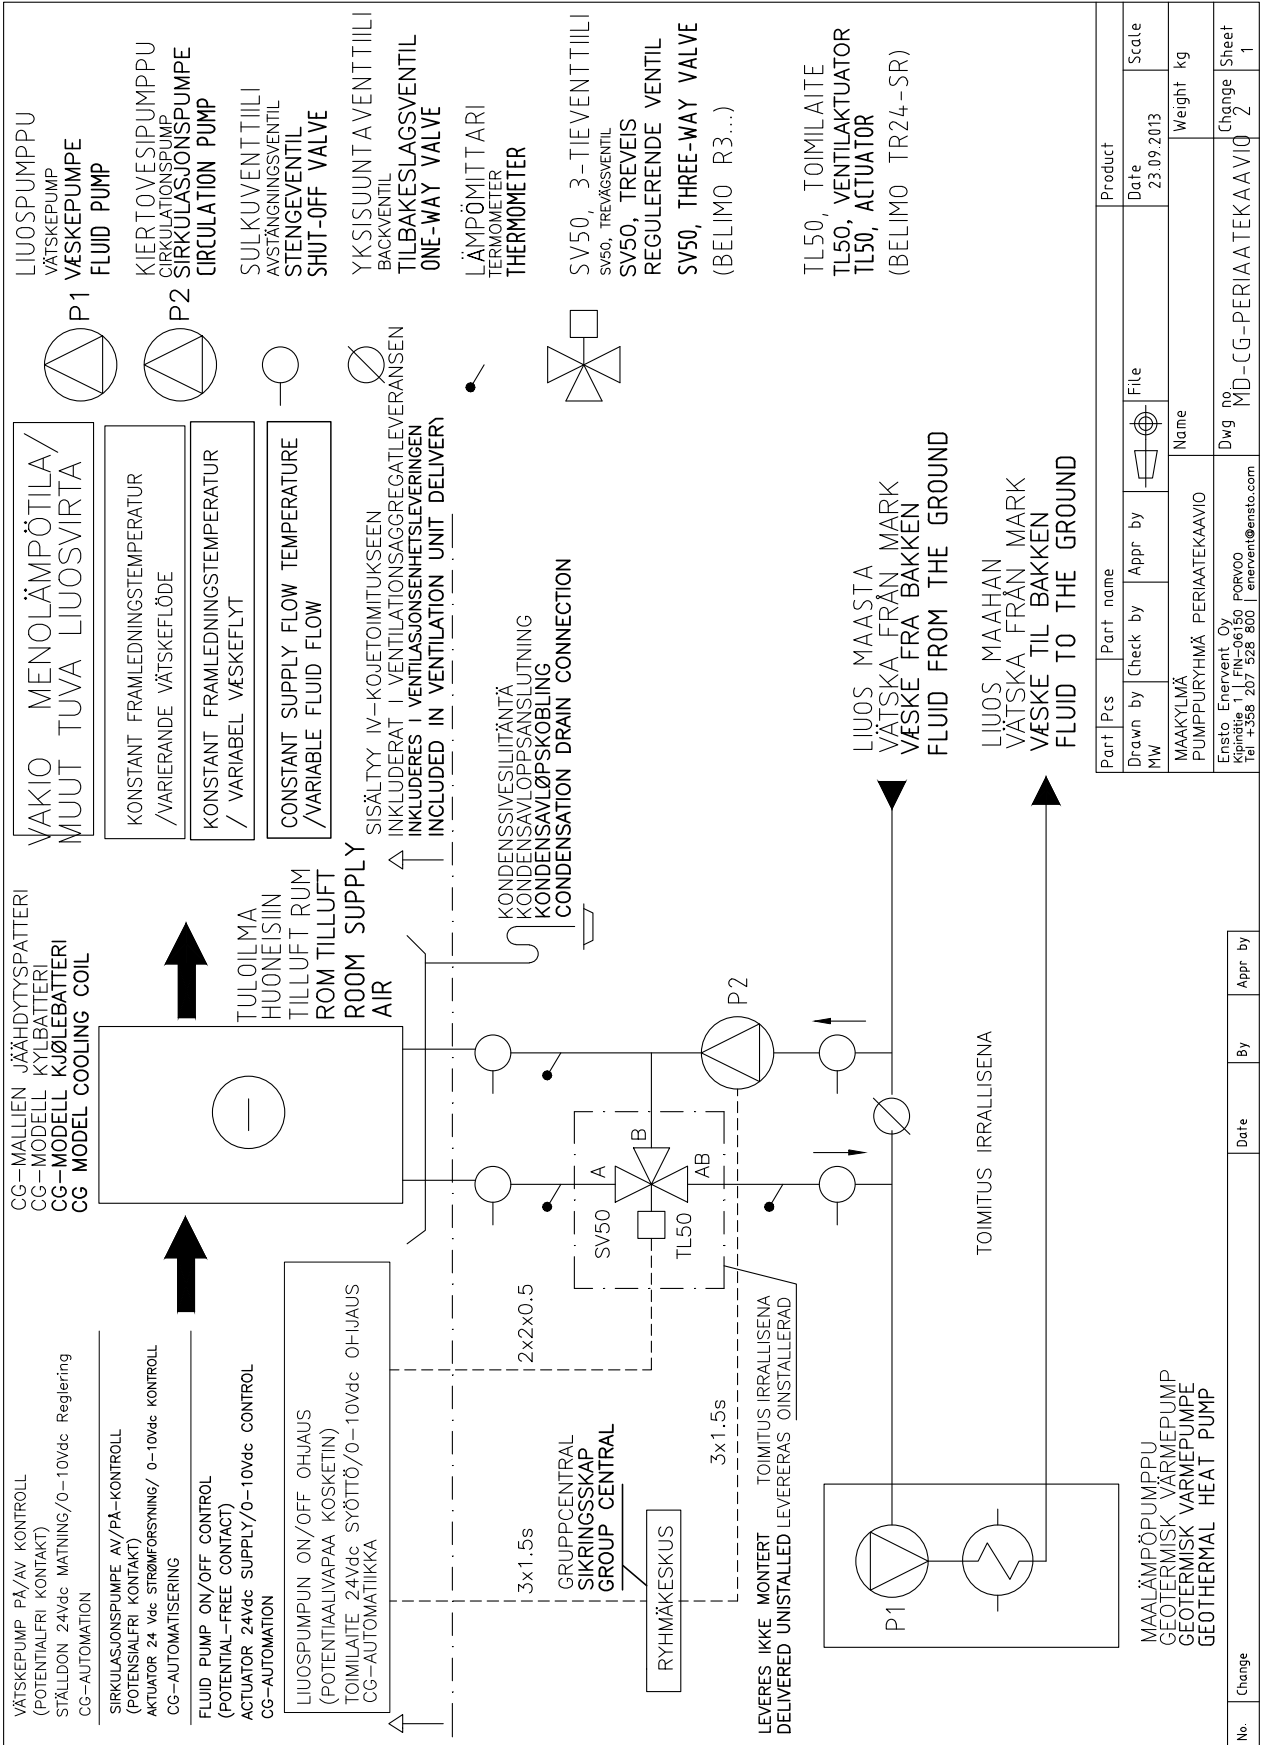 VÄTSKEPUMP PÅ/AV KONTROLL
(POTENTIALFRI KONTAKT)
STÄLLDON 24Vdc MATNING/0-10Vdc Reglering
CG-AUTOMATION
SIRKULASJONSPUMPE AV/PÅ-KONTROLL
(POTENSIALFRI KONTAKT)
AKTUATOR 24 Vdc STRØMFORSYNING/ 0-10Vdc KONTROLL
CG-AUTOMATISERING
FLUID PUMP ON/OFF CONTROL
(POTENTIAL-FREE CONTACT)
ACTUATOR 24Vdc SUPPLY/0-10Vdc CONTROL
CG-AUTOMATION
LIUOSPUMPUN ON/OFF OHJAUS
(POTENTIAALIVAPAA KOSKETIN)
TOIMILAITE 24Vdc SYÖTTÖ/0-10Vdc OHJAUS
CG-AUTOMATIIKKA
CG-MALLIEN JÄÄHDYTYSPATTERI
CG-MODELL KYLBATTERI
CG-MODELL KJØLEBATTERI
CG MODEL COOLING COIL
TULOILMA
HUONEISIIN
TILLUFT RUM
ROM TILLUFT
ROOM SUPPLY
AIR
VAKIO MENOLÄMPÖTILA/
MUUT TUVA LIUOSVIRTA
KONSTANT FRAMLEDNINGSTEMPERATUR
/VARIERANDE VÄTSKEFLÖDE
KONSTANT FRAMLEDNINGSTEMPERATUR
/ VARIABEL VÆSKEFLYT
CONSTANT SUPPLY FLOW TEMPERATURE
/VARIABLE FLUID FLOW
SISÄLTYY IV-KOJETOIMITUKSEEN
INKLUDERAT I VENTILATIONSAGGREGATLEVERANSEN
INKLUDERES I VENTILASJONSENHETSLEVERINGEN
INCLUDED IN VENTILATION UNIT DELIVERY
KONDENSSIVESILIITÄNTÄ
KONDENSAVLOPPSANSLUTNING
KONDENSAVLØPSKOBLING
CONDENSATION DRAIN CONNECTION
P1
LIUOSPUMPPU
VÄTSKEPUMP
VÆSKEPUMPE
FLUID PUMP
P2
KIERTOVESIPUMPPU
CIRKULATIONSPUMP
SIRKULASJONSPUMPE
CIRCULATION PUMP
SULKUVENTTIILI
AVSTÄNGNINGSVENTIL
STENGEVENTIL
SHUT-OFF VALVE
YKSISUUNTAVENTTIILI
BACKVENTIL
TILBAKESLAGSVENTIL
ONE-WAY VALVE
LÄMPÖMITTARI
TERMOMETER
THERMOMETER
SV50, 3-TIEVENTTIILI
SV50, TREVÄGSVENTIL
SV50, TREVEIS
REGULERENDE VENTIL
SV50, THREE-WAY VALVE
(BELIMO R3...)
TL50, TOIMILAITE
TL50, VENTILAKTUATOR
TL50, ACTUATOR
(BELIMO TR24-SR)
3x1.5s
2x2x0.5
GRUPPCENTRAL
SIKRINGSSKAP
GROUP CENTRAL
RYHMÄKESKUS
SV50
A
B
AB
TL50
P2
3x1.5s
LEVERES IKKE MONTERT TOIMITUS IRRALLISENA
DELIVERED UNISTALLED LEVERERAS OINSTALLERAD
P1
MAALÄMPÖPUMPPU
GEOTERMISK VÄRMEPUMP
GEOTERMISK VARMEPUMPE
GEOTHERMAL HEAT PUMP
TOIMITUS IRRALLISENA
LIUOS MAASTA
VÄTSKA FRÅN MARK
VÆSKE FRA BAKKEN
FLUID FROM THE GROUND
LIUOS MAAHAN
VÄTSKA FRÅN MARK
VÆSKE TIL BAKKEN
FLUID TO THE GROUND
Part Pcs Part name Product
Drawn by Check by Appr by File Date Scale
MW 23.09.2013
MAAKYLMÄ
PUMPPURYHMÄ PERIAATEKAAVIO
Name Weight kg
Ensto Enervent Oy
Kipinätie 1 | FIN-06150 PORVOO
Tel +358 207 528 800 | enervent@ensto.com
Dwg no. MD-CG-PERIAATEKAAVIO
Change 2
Sheet 1
No. Change Date By Appr by